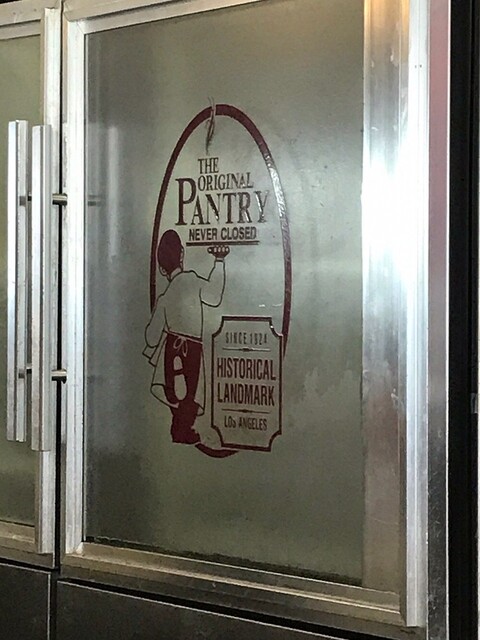 THE
ORIGINAL
PANTRY
NEVER CLOSED
SINCE 1924
HISTORICAL
LANDMARK
LOS ANGELES